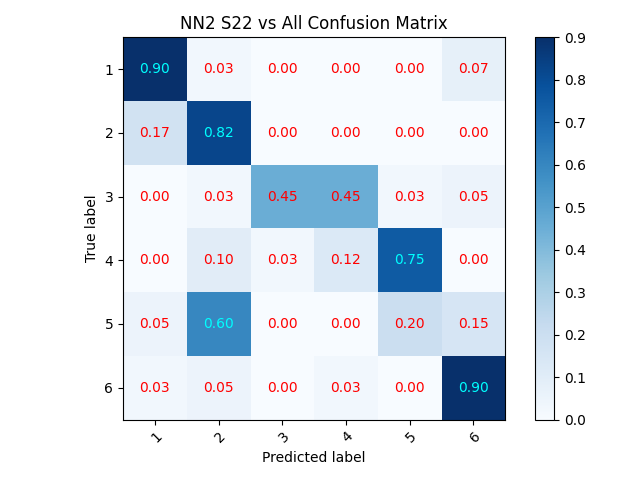 NN2 S22 vs All Confusion Matrix
True label
1 0.90 0.03 0.00 0.00 0.00 0.07
2 0.17 0.82 0.00 0.00 0.00 0.00
3 0.00 0.03 0.45 0.45 0.03 0.05
4 0.00 0.10 0.03 0.12 0.75 0.00
5 0.05 0.60 0.00 0.00 0.20 0.15
6 0.03 0.05 0.00 0.03 0.00 0.90
1 2 3 4 5 6
Predicted label
0.9
0.8
0.7
0.6
0.5
0.4
0.3
0.2
0.1
0.0